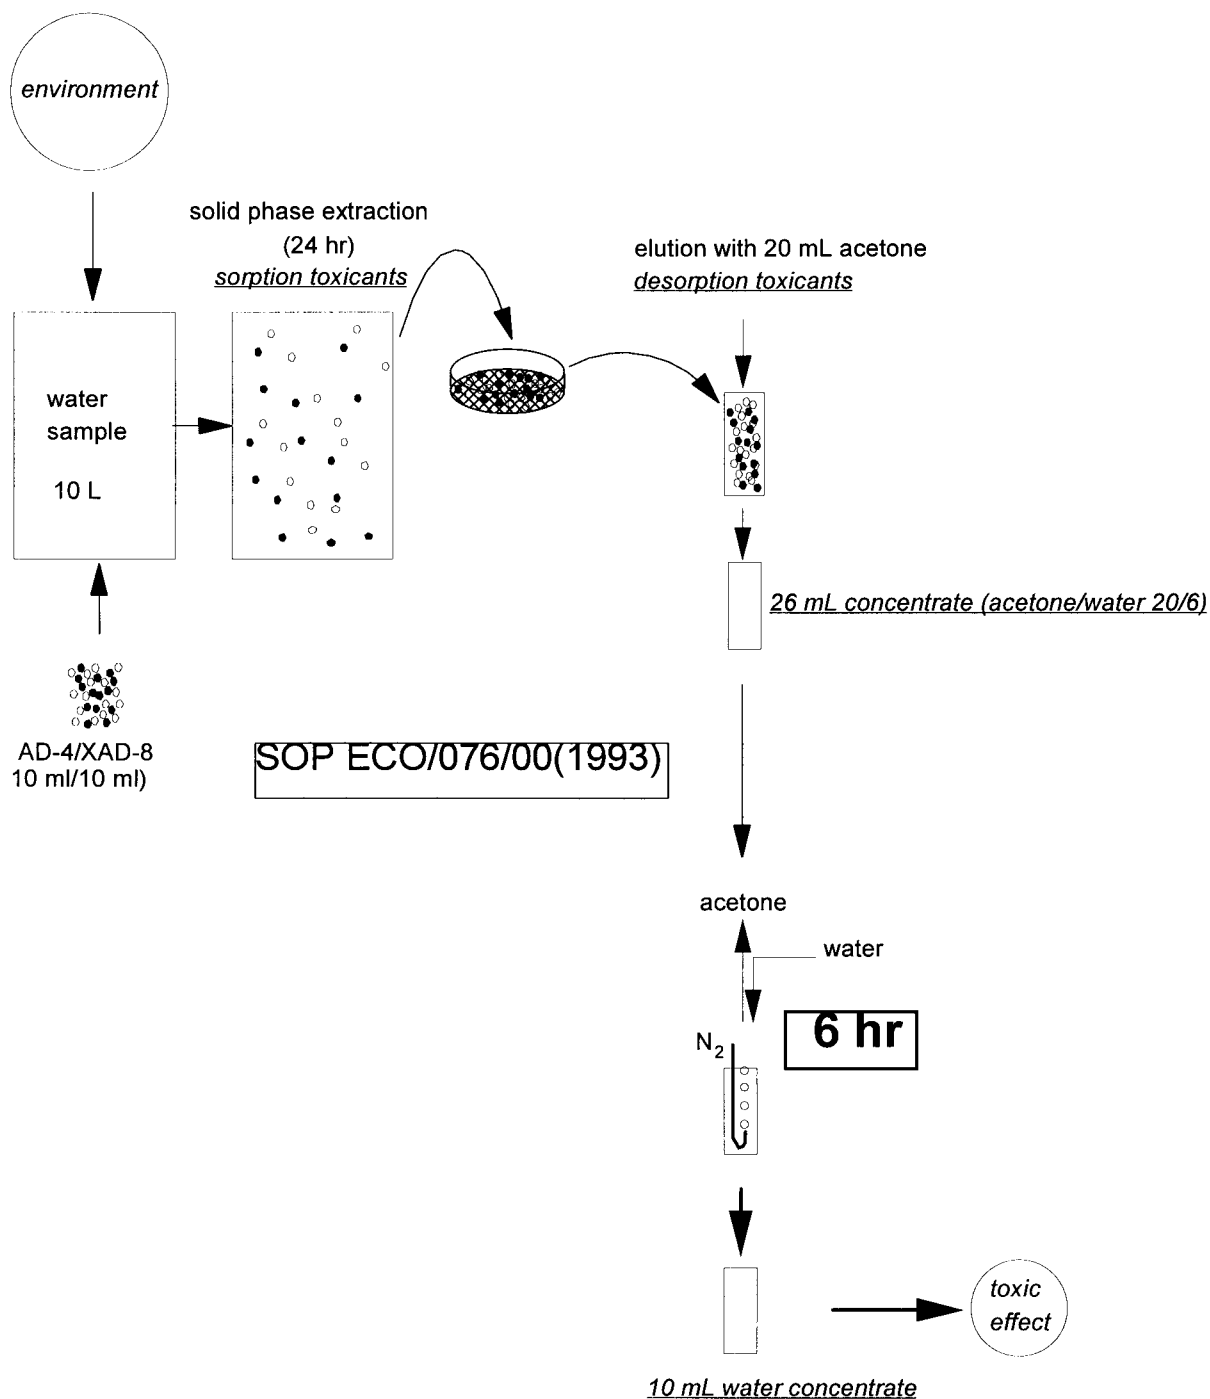 environment
solid phase extraction
(24 hr)
sorption toxicants
elution with 20 mL acetone
desorption toxicants
water
sample
10 L
26 mL concentrate (acetone/water 20/6)
AD-4/XAD-8
10 ml/10 ml)
SOP ECO/076/00(1993)
acetone
water
6 hr
N2
toxic
effect
10 mL water concentrate